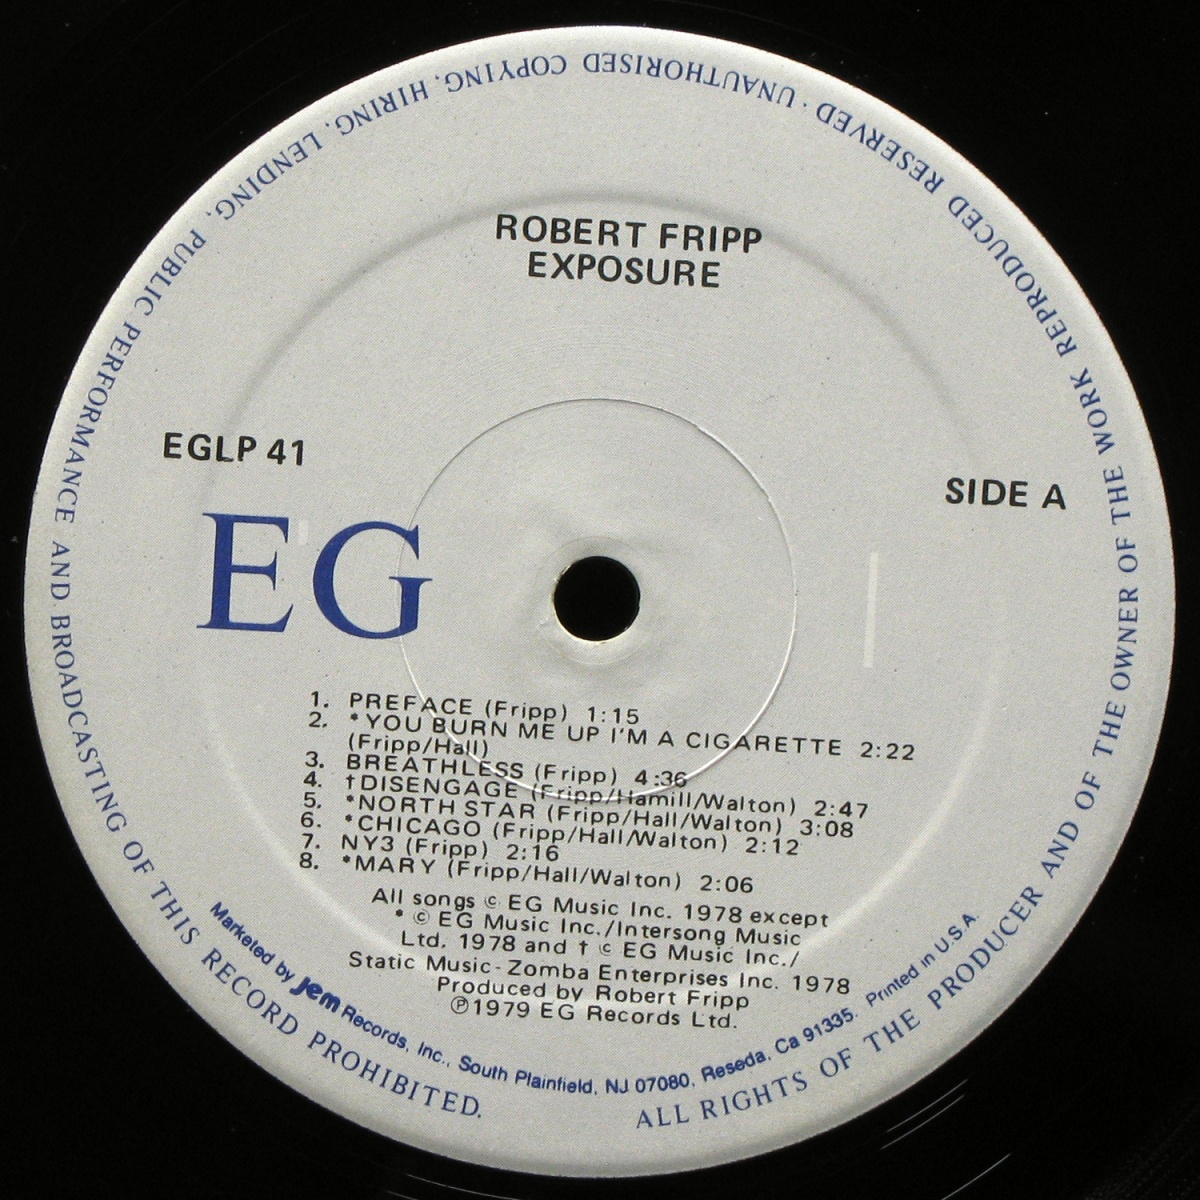 ROBERT FRIPP
EXPOSURE
EGLP 41
SIDE A
EG
1. PREFACE (Fripp) 1:15
2. *YOU BURN ME UP I'M A CIGARETTE 2:22
(Fripp/Hall)
3. BREATHLESS (Fripp) 4:36
4. †DISENGAGE (Fripp/Hamill/Walton) 2:47
5. *NORTH STAR (Fripp/Hall/Walton) 3:08
6. *CHICAGO (Fripp/Hall/Walton) 2:12
7. NY3 (Fripp) 2:16
8. *MARY (Fripp/Hall/Walton) 2:06
All songs © EG Music Inc. 1978 except
* © EG Music Inc./Intersong Music
Ltd. 1978 and † © EG Music Inc./
Static Music-Zomba Enterprises Inc. 1978
Produced by Robert Fripp
℗1979 EG Records Ltd.
Marketed by Jem Records, Inc., South Plainfield, NJ 07080, Reseda, Ca 91335. Printed in U.S.A.
ALL RIGHTS OF THE PRODUCER AND OF THE OWNER OF THE WORK REPRODUCED RESERVED · UNAUTHORISED COPYING, HIRING, LENDING, PUBLIC PERFORMANCE AND BROADCASTING OF THIS RECORD PROHIBITED.